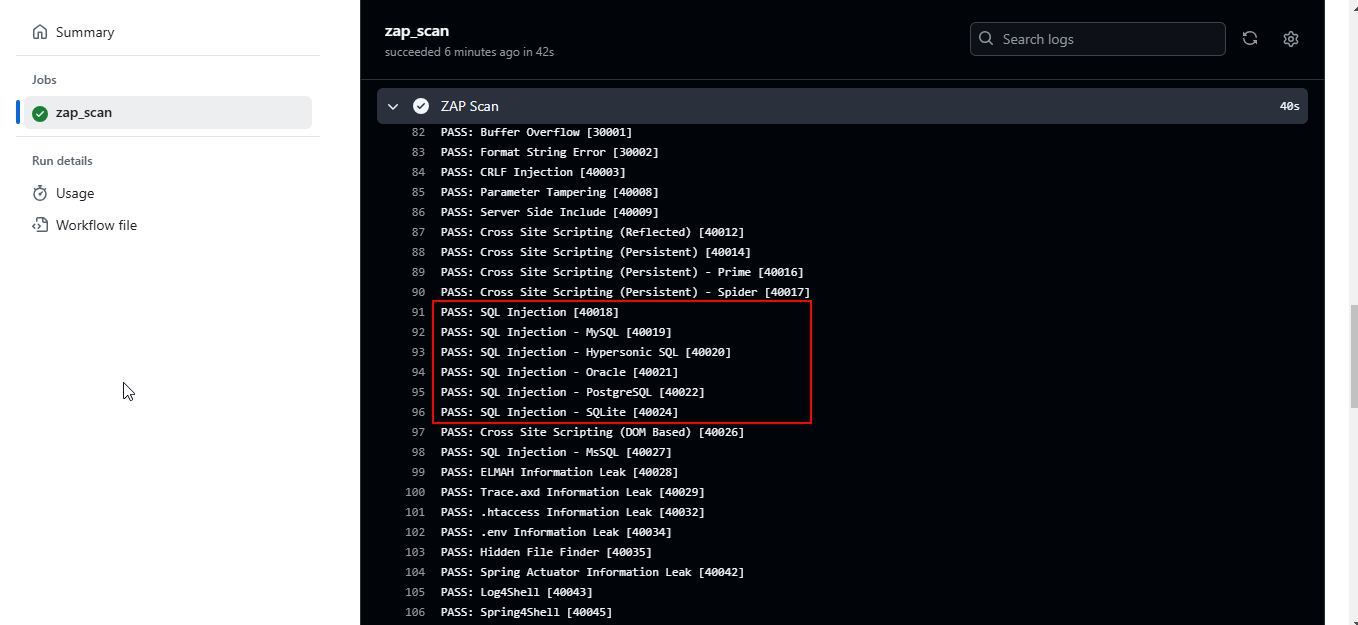 Summary
Jobs
zap_scan
Run details
Usage
Workflow file
zap_scan
succeeded 6 minutes ago in 42s
Search logs
ZAP Scan 40s
82 PASS: Buffer Overflow [30001]
83 PASS: Format String Error [30002]
84 PASS: CRLF Injection [40003]
85 PASS: Parameter Tampering [40008]
86 PASS: Server Side Include [40009]
87 PASS: Cross Site Scripting (Reflected) [40012]
88 PASS: Cross Site Scripting (Persistent) [40014]
89 PASS: Cross Site Scripting (Persistent) - Prime [40016]
90 PASS: Cross Site Scripting (Persistent) - Spider [40017]
91 PASS: SQL Injection [40018]
92 PASS: SQL Injection - MySQL [40019]
93 PASS: SQL Injection - Hypersonic SQL [40020]
94 PASS: SQL Injection - Oracle [40021]
95 PASS: SQL Injection - PostgreSQL [40022]
96 PASS: SQL Injection - SQLite [40024]
97 PASS: Cross Site Scripting (DOM Based) [40026]
98 PASS: SQL Injection - MsSQL [40027]
99 PASS: ELMAH Information Leak [40028]
100 PASS: Trace.axd Information Leak [40029]
101 PASS: .htaccess Information Leak [40032]
102 PASS: .env Information Leak [40034]
103 PASS: Hidden File Finder [40035]
104 PASS: Spring Actuator Information Leak [40042]
105 PASS: Log4Shell [40043]
106 PASS: Spring4Shell [40045]